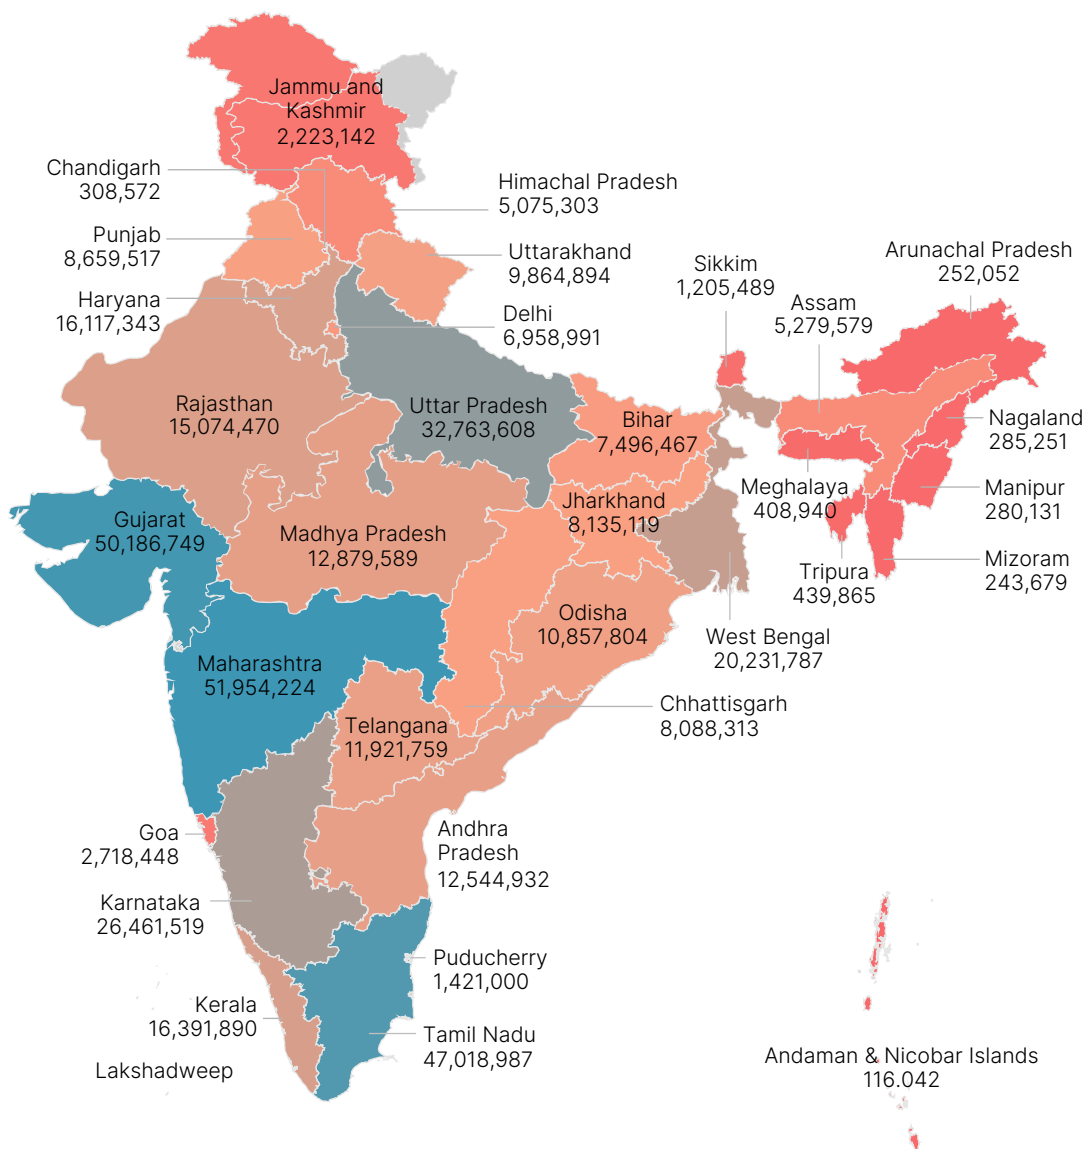 Jammu and
Kashmir
2,223,142
Chandigarh
308,572
Himachal Pradesh
5,075,303
Punjab
8,659,517
Uttarakhand
9,864,894
Arunachal Pradesh
252,052
Sikkim
1,205,489
Haryana
16,117,343
Assam
5,279,579
Delhi
6,958,991
Rajasthan
15,074,470
Uttar Pradesh
32,763,608
Bihar
7,496,467
Nagaland
285,251
Meghalaya
408,940
Manipur
280,131
Jharkhand
8,135,119
Gujarat
50,186,749
Madhya Pradesh
12,879,589
Mizoram
243,679
Tripura
439,865
Odisha
10,857,804
West Bengal
20,231,787
Maharashtra
51,954,224
Chhattisgarh
8,088,313
Telangana
11,921,759
Goa
2,718,448
Andhra
Pradesh
12,544,932
Karnataka
26,461,519
Puducherry
1,421,000
Kerala
16,391,890
Tamil Nadu
47,018,987
Lakshadweep
Andaman & Nicobar Islands
116.042